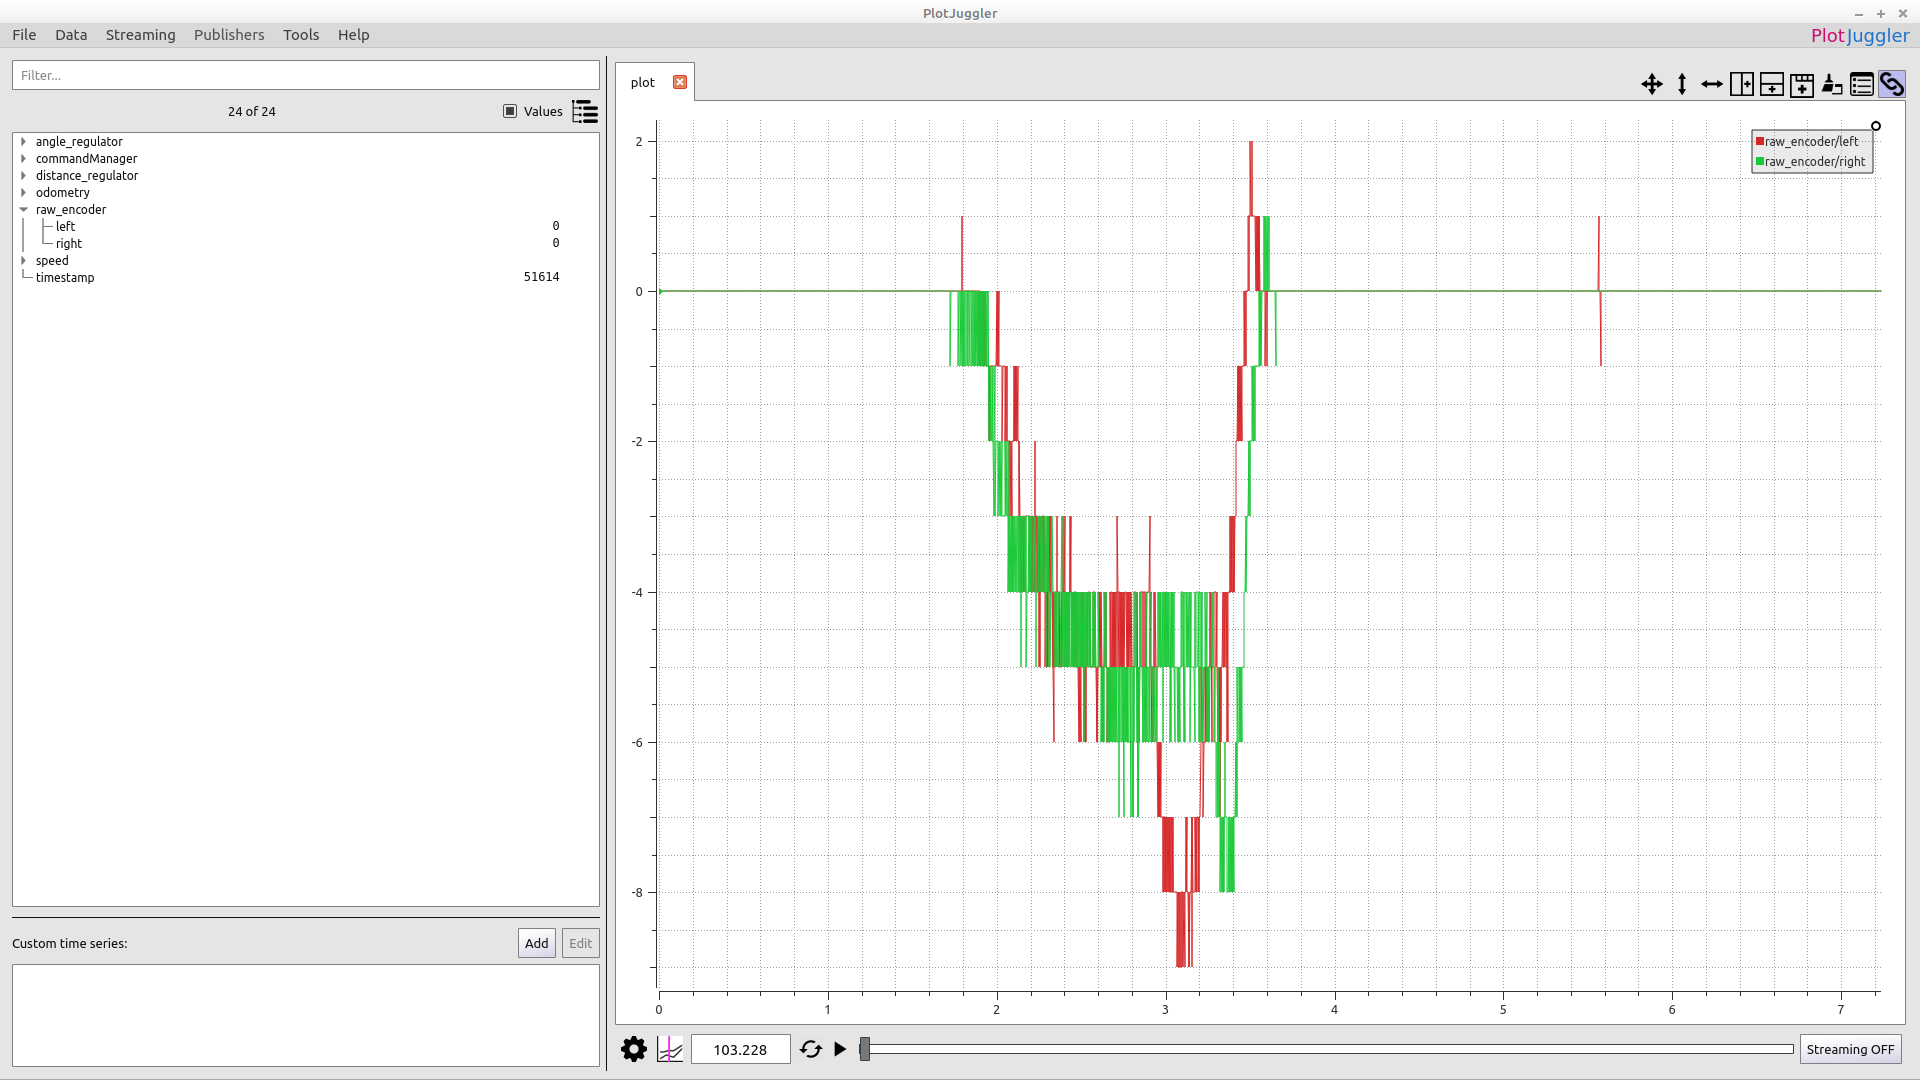 PlotJuggler
File Data Streaming Publishers Tools Help
PlotJuggler
Filter...
24 of 24 Values
angle_regulator
commandManager
distance_regulator
odometry
raw_encoder
left 0
right 0
speed
timestamp 51614
Custom time series:
Add Edit
plot
raw_encoder/left
raw_encoder/right
2
0
-2
-4
-6
-8
0 1 2 3 4 5 6 7
103.228
Streaming OFF